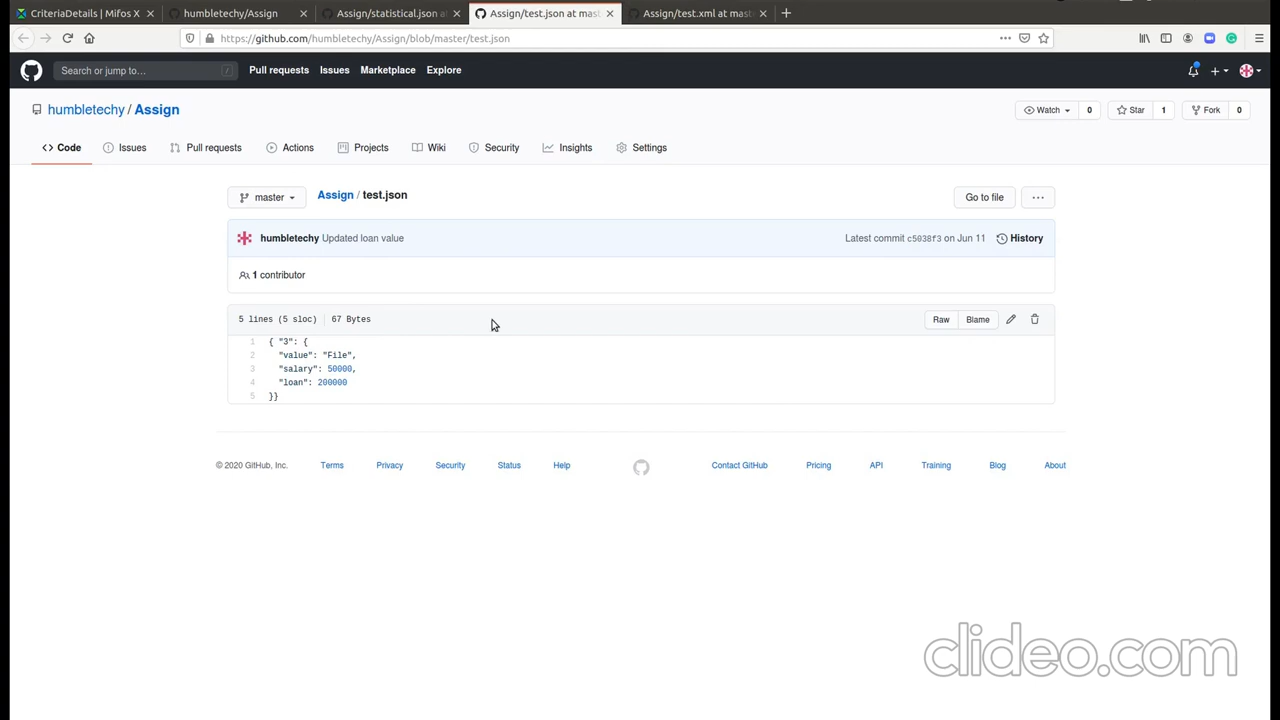 CriteriaDetails | Mifos X
humbletechy/Assign
Assign/statistical.json a
Assign/test.json at mast
Assign/test.xml at mast
https://github.com/humbletechy/Assign/blob/master/test.json
Search or jump to…
/
Pull requests
Issues
Marketplace
Explore
humbletechy / Assign
Watch
0
Star
1
Fork
0
Code
Issues
Pull requests
Actions
Projects
Wiki
Security
Insights
Settings
master
Assign / test.json
Go to file
humbletechy Updated loan value
Latest commit c5038f3 on Jun 11
History
1 contributor
5 lines (5 sloc)
67 Bytes
Raw
Blame
1 { "3": {
2 "value": "File",
3 "salary": 50000,
4 "loan": 200000
5 }}
© 2020 GitHub, Inc.
Terms
Privacy
Security
Status
Help
Contact GitHub
Pricing
API
Training
Blog
About
clideo.com